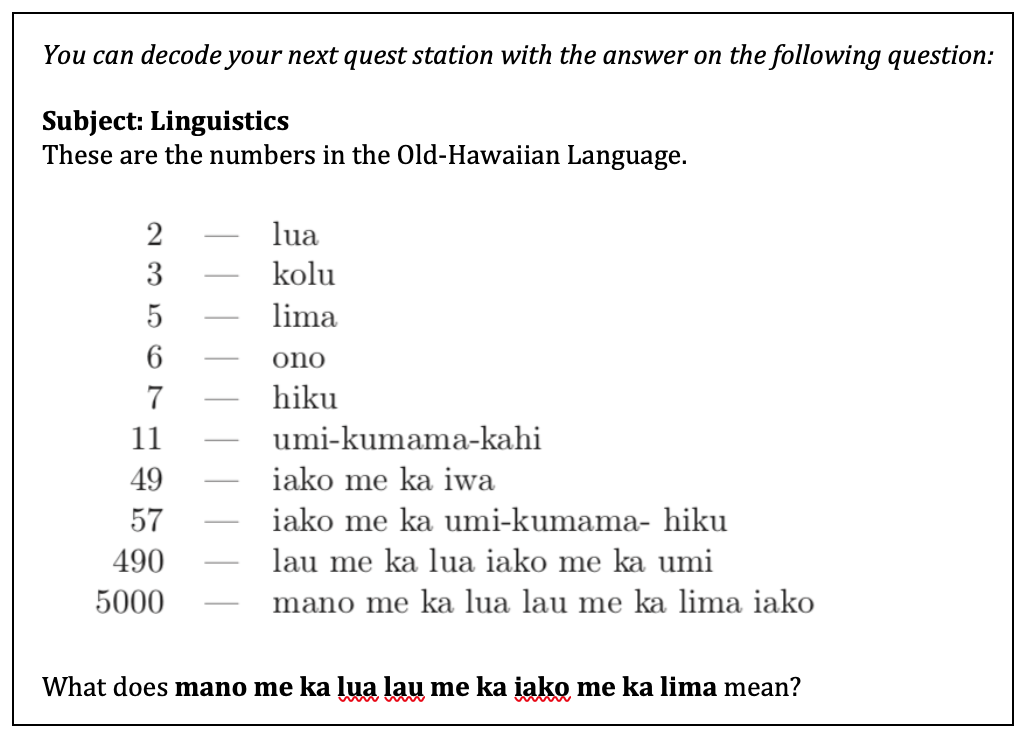 You can decode your next quest station with the answer on the following question:
Subject: Linguistics
These are the numbers in the Old-Hawaiian Language.
2 — lua
3 — kolu
5 — lima
6 — ono
7 — hiku
11 — umi-kumama-kahi
49 — iako me ka iwa
57 — iako me ka umi-kumama- hiku
490 — lau me ka lua iako me ka umi
5000 — mano me ka lua lau me ka lima iako
What does mano me ka lua lau me ka iako me ka lima mean?